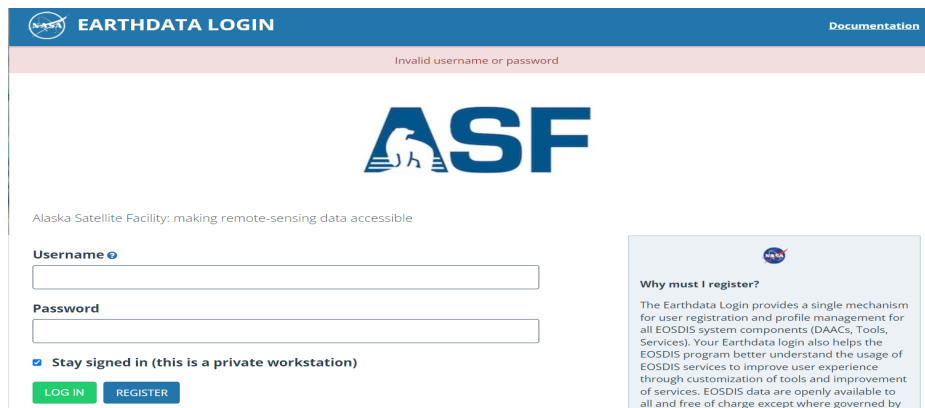 NASA EARTHDATA LOGIN
Documentation
Invalid username or password
ASF
Alaska Satellite Facility: making remote-sensing data accessible
Username
Password
Stay signed in (this is a private workstation)
LOG IN REGISTER
NASA
Why must I register?
The Earthdata Login provides a single mechanism
for user registration and profile management for
all EOSDIS system components (DAACs, Tools,
Services). Your Earthdata login also helps the
EOSDIS program better understand the usage of
EOSDIS services to improve user experience
through customization of tools and improvement
of services. EOSDIS data are openly available to
all and free of charge except where governed by